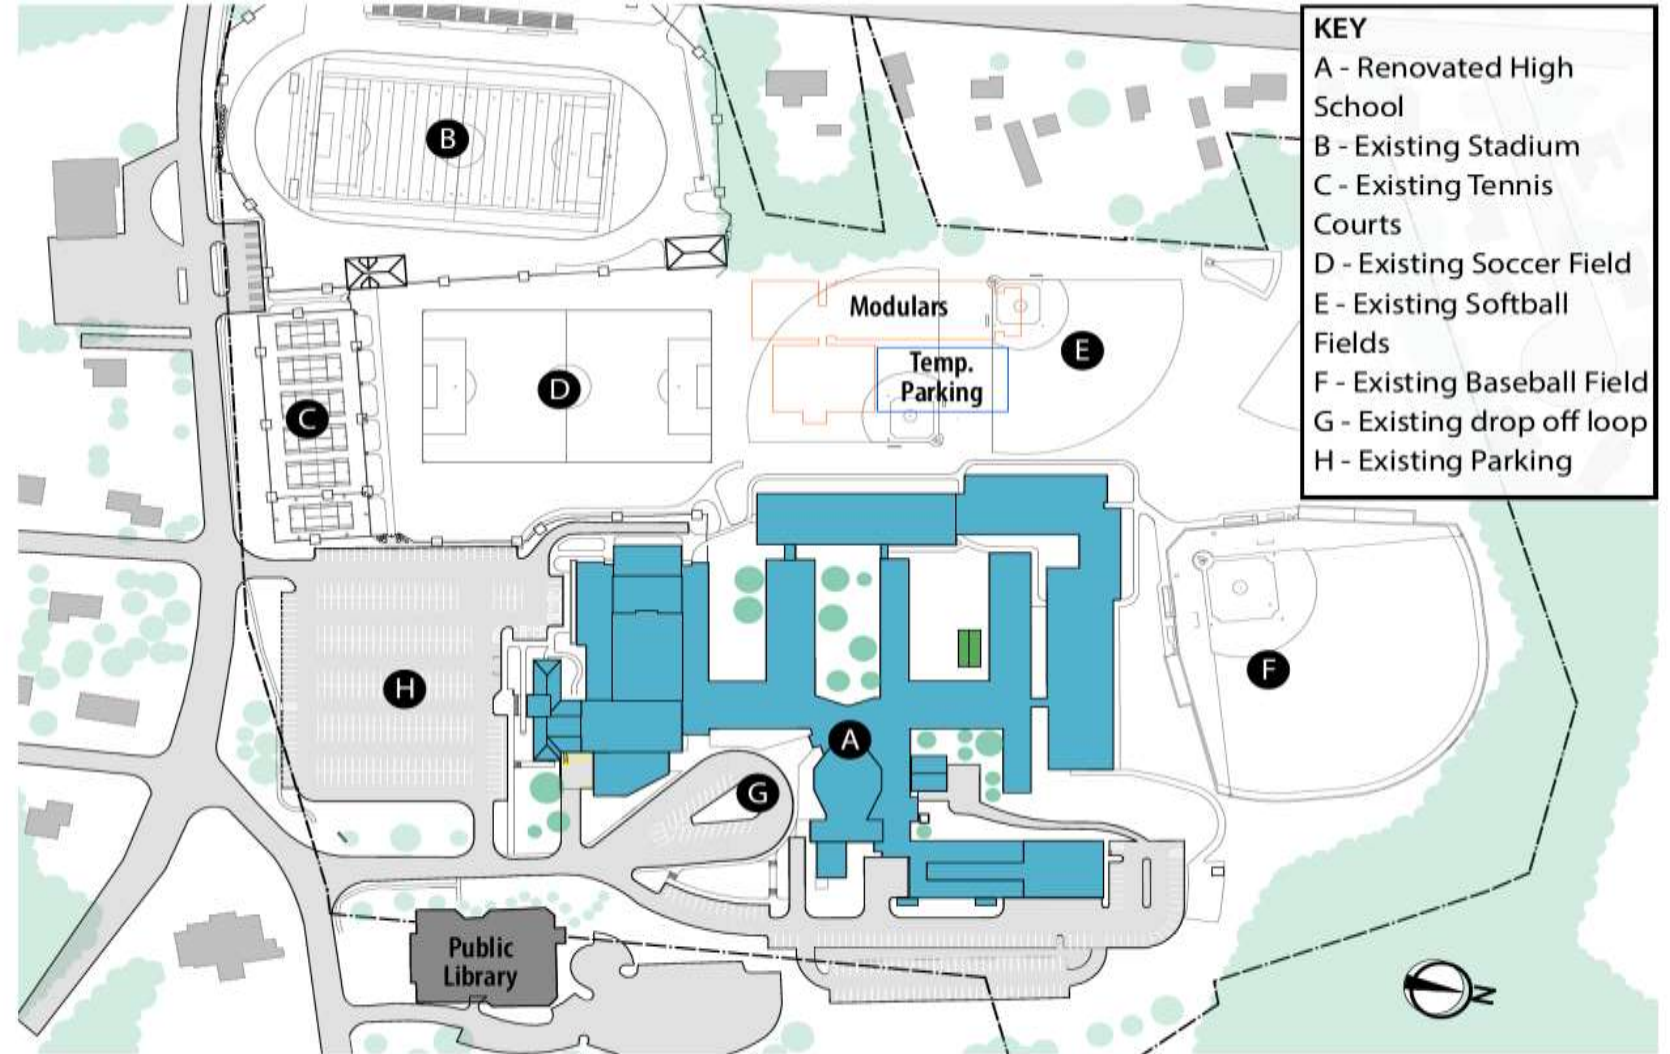 KEY
A - Renovated High
School
B - Existing Stadium
C - Existing Tennis
Courts
D - Existing Soccer Field
E - Existing Softball
Fields
F - Existing Baseball Field
G - Existing drop off loop
H - Existing Parking
B
Modulars
E
Temp.
Parking
D
C
F
H
A
G
Public
Library
N